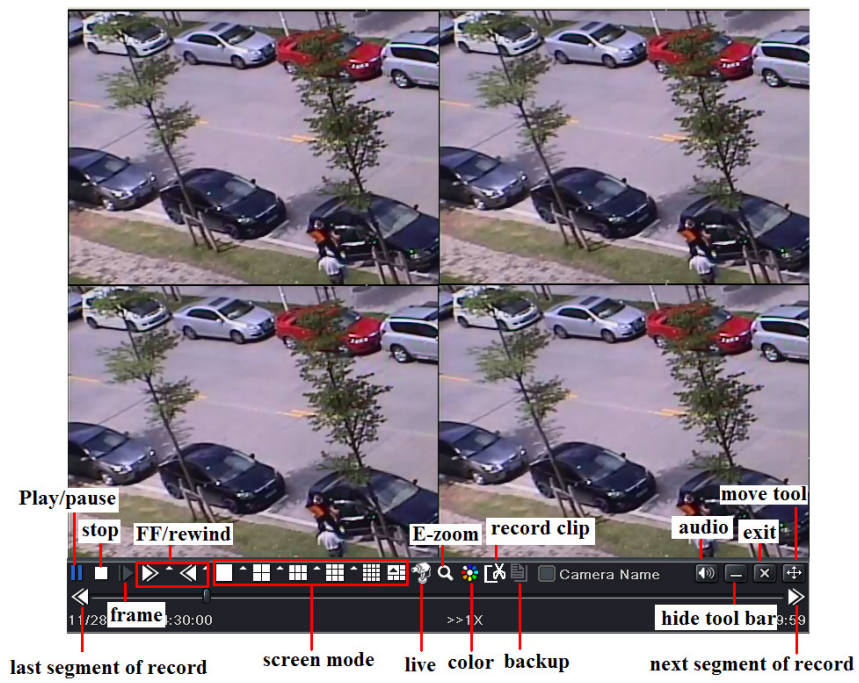 Play/pause
stop
FF/rewind
E-zoom
record clip
audio
move tool
exit
Camera Name
frame
hide tool bar
11/28
:30:00
>>1X
9:59
last segment of record
screen mode
live
color
backup
next segment of record